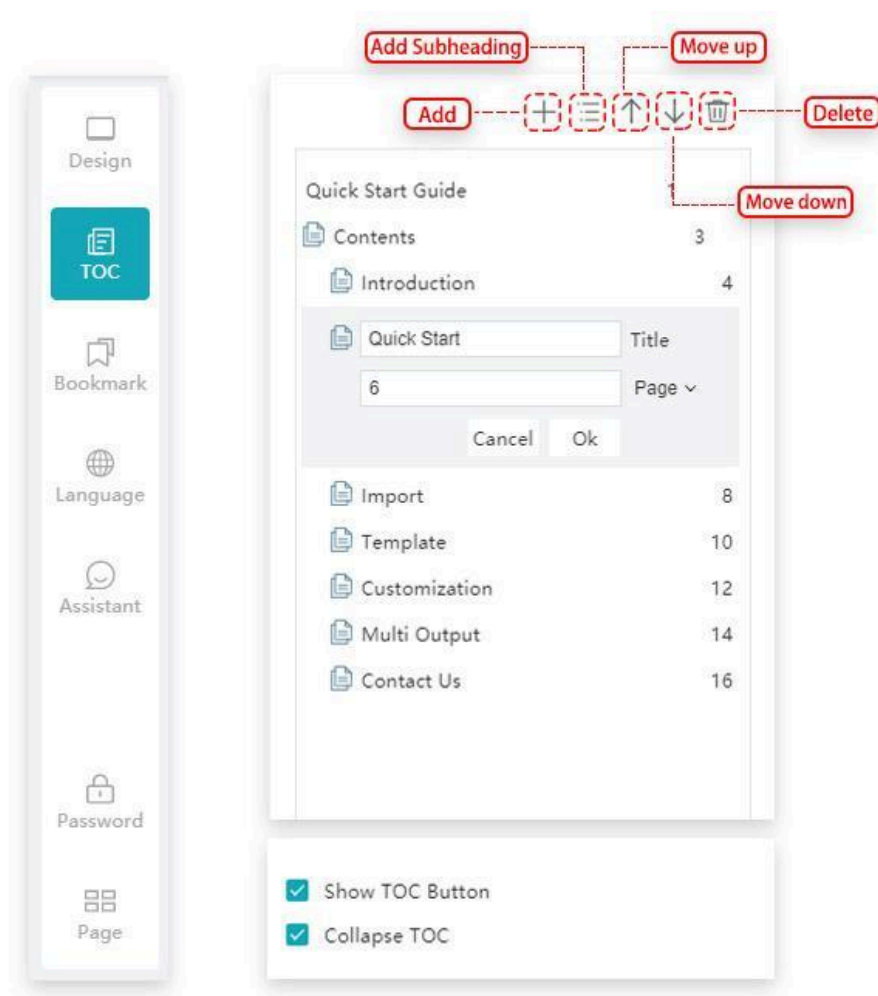 Add Subheading
Move up
Add
Delete
Move down
Design
TOC
Bookmark
Language
Assistant
Password
Page
Quick Start Guide 1
Contents 3
Introduction 4
Quick Start Title
6 Page
Cancel Ok
Import 8
Template 10
Customization 12
Multi Output 14
Contact Us 16
Show TOC Button
Collapse TOC